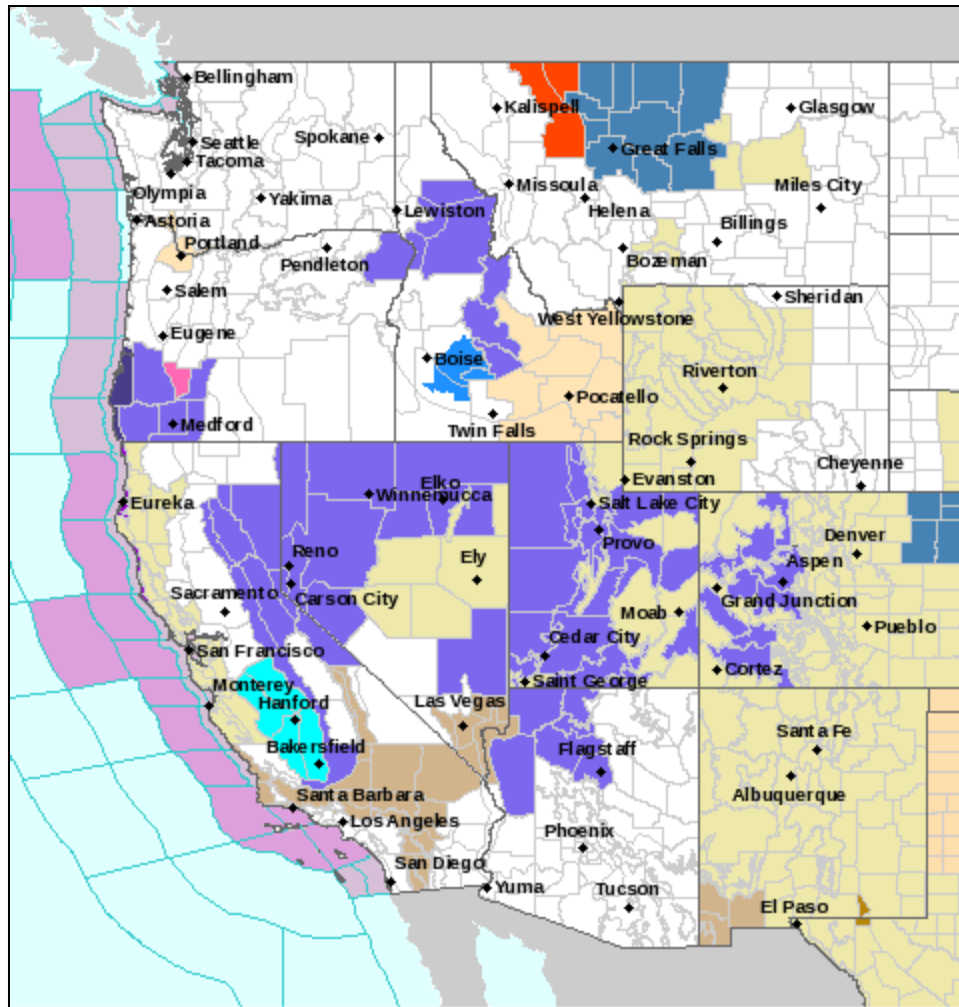 Bellingham
Kalispell
Glasgow
Seattle
Spokane
Tacoma
Great Falls
Olympia
Missoula
Miles City
Yakima
Lewiston
Helena
Astoria
Billings
Portland
Pendleton
Bozeman
Salem
Sheridan
West Yellowstone
Eugene
Boise
Riverton
Pocatello
Medford
Twin Falls
Rock Springs
Cheyenne
Elko
Evanston
Winnemucca
Eureka
Salt Lake City
Provo
Denver
Reno
Ely
Aspen
Sacramento
Carson City
Moab
Grand Junction
Pueblo
Cedar City
San Francisco
Cortez
Saint George
Monterey
Hanford
Las Vegas
Bakersfield
Flagstaff
Santa Fe
Albuquerque
Santa Barbara
Los Angeles
Phoenix
San Diego
Yuma
Tucson
El Paso